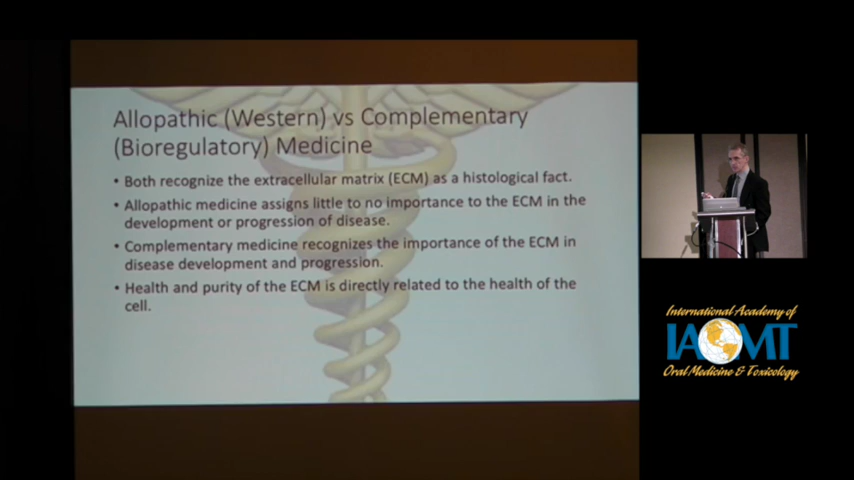 Allopathic (Western) vs Complementary
(Bioregulatory) Medicine
• Both recognize the extracellular matrix (ECM) as a histological fact.
• Allopathic medicine assigns little to no importance to the ECM in the
development or progression of disease.
• Complementary medicine recognizes the importance of the ECM in
disease development and progression.
• Health and purity of the ECM is directly related to the health of the
cell.
International Academy of
IAOMT
Oral Medicine & Toxicology